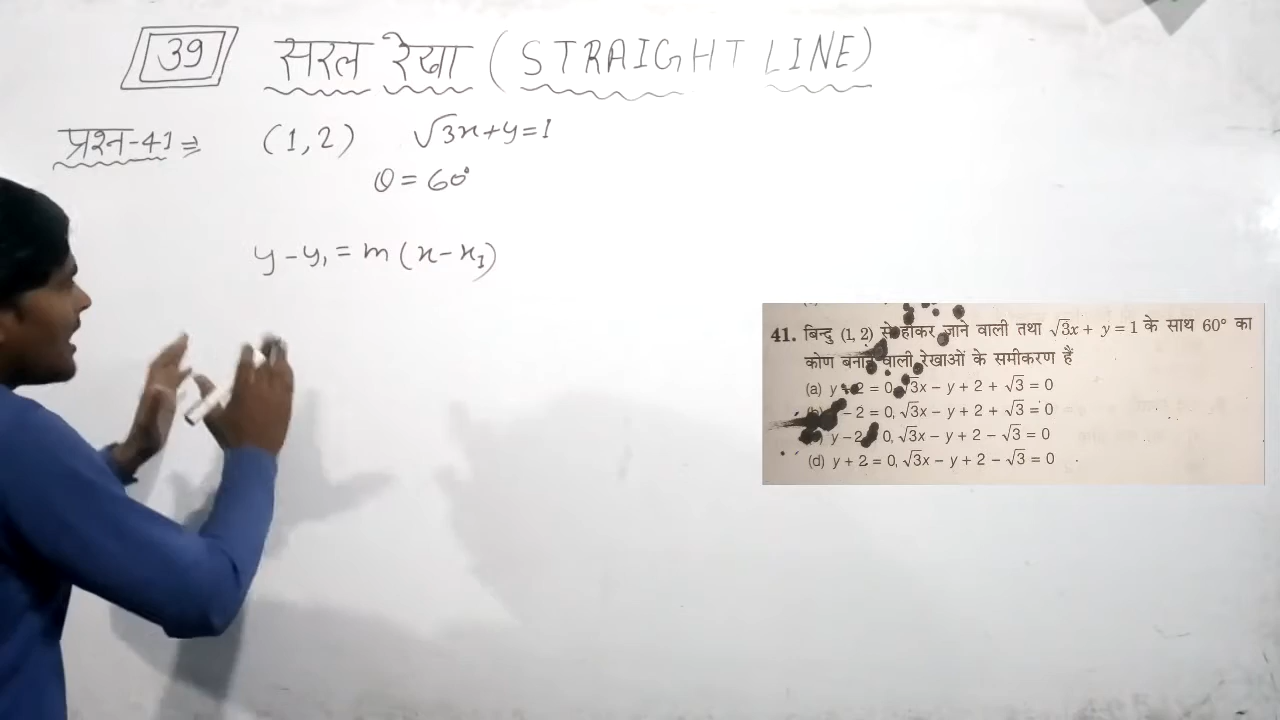 39 सरल रेखा (STRAIGHT LINE)
प्रश्न-41⇒ (1,2) √3x+y=1
θ = 60°
y-y₁ = m(x-x₁)
41. बिन्दु (1, 2) से होकर जाने वाली तथा √3x + y = 1 के साथ 60° का
कोण बनाने वाली रेखाओं के समीकरण हैं
(a) y + 2 = 0, √3x - y + 2 + √3 = 0
- 2 = 0, √3x - y + 2 + √3 = 0
y - 2 0, √3x - y + 2 - √3 = 0
(d) y + 2 = 0, √3x - y + 2 - √3 = 0